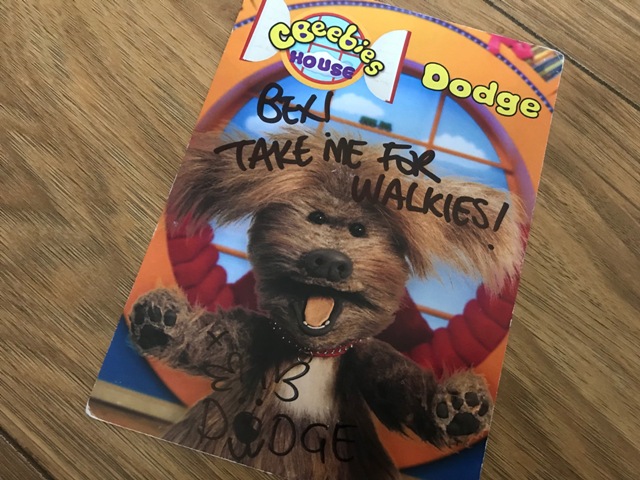 CBeebies
HOUSE
Dodge
BEN
TAKE ME FOR
WALKIES!
DODGE